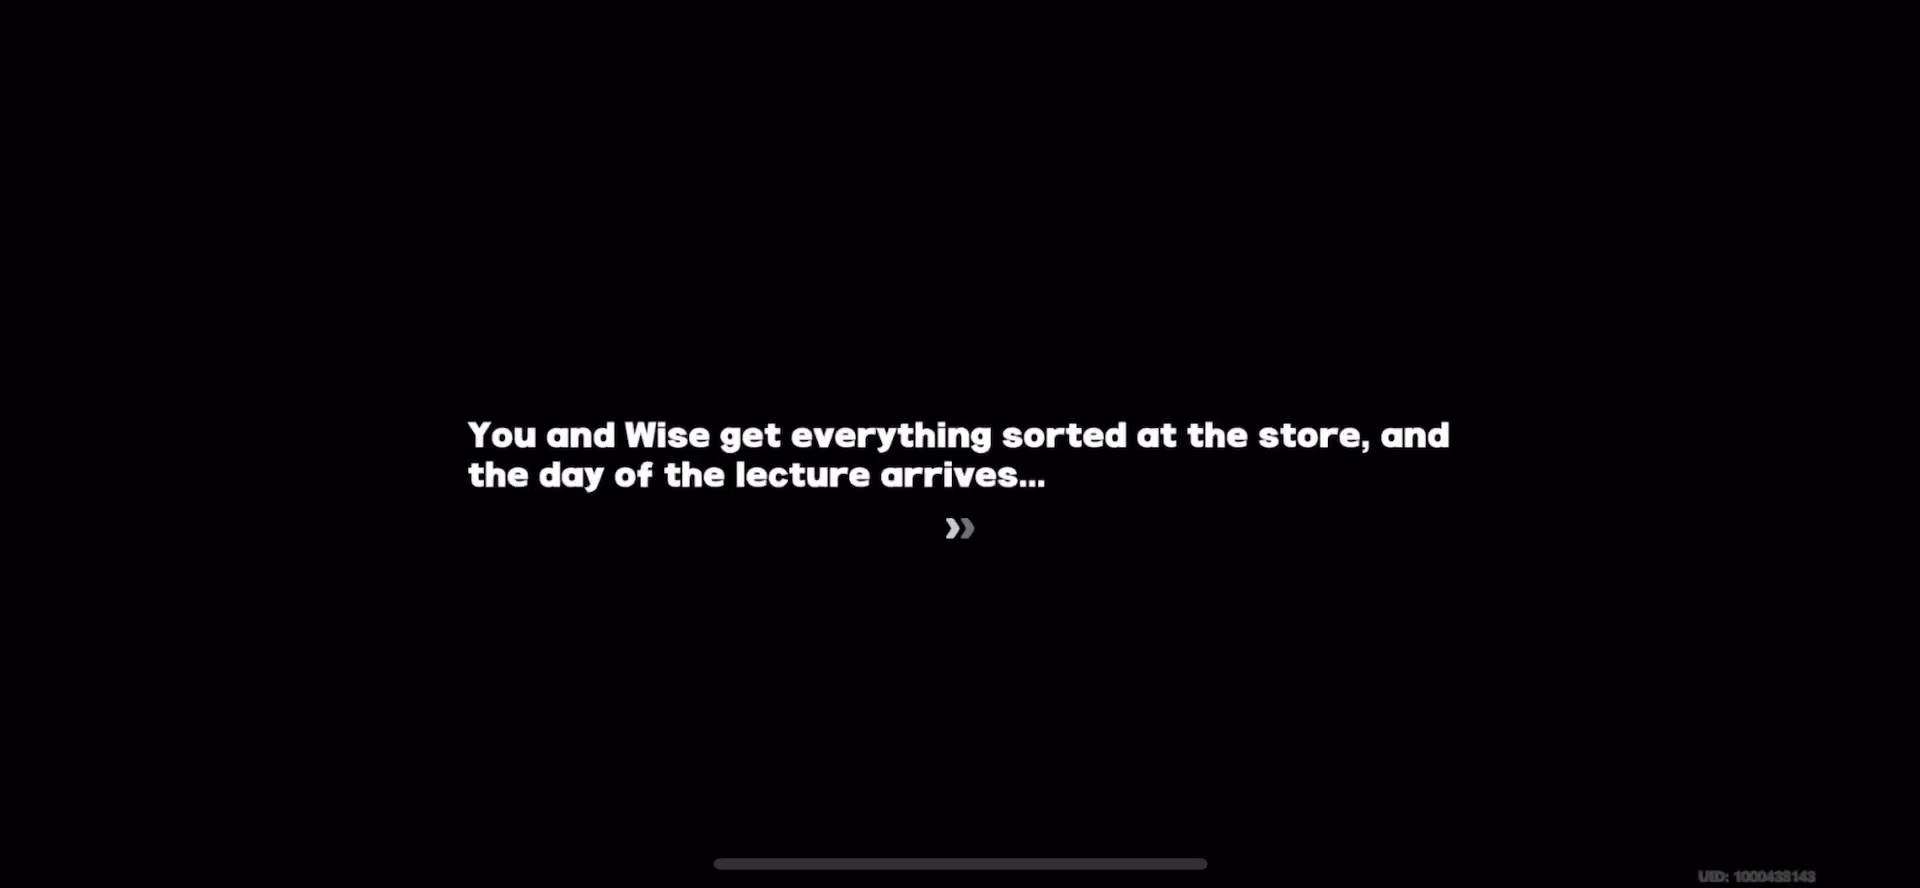 You and Wise get everything sorted at the store, and
the day of the lecture arrives...
UID: 1000438143